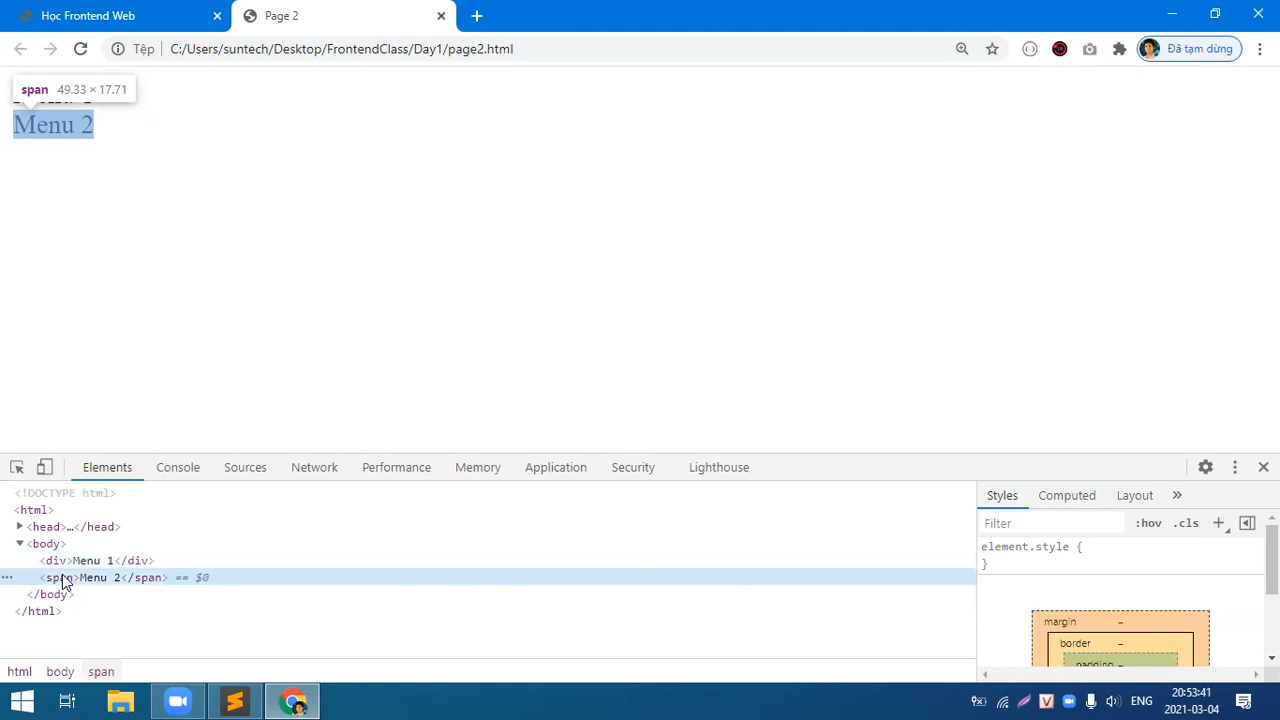 Học Frontend Web
Page 2
Tệp
C:/Users/suntech/Desktop/FrontendClass/Day1/page2.html
Đã tạm dừng
span 49.33 × 17.71
Menu 2
Elements Console Sources Network Performance Memory Application Security Lighthouse
<!DOCTYPE html>
<html>
<head>…</head>
<body>
<div>Menu 1</div>
<span>Menu 2</span> == $0
</body>
</html>
html body span
Styles Computed Layout »
Filter :hov .cls +
element.style {
}
margin –
border –
padding –
ENG
20:53:41
2021-03-04